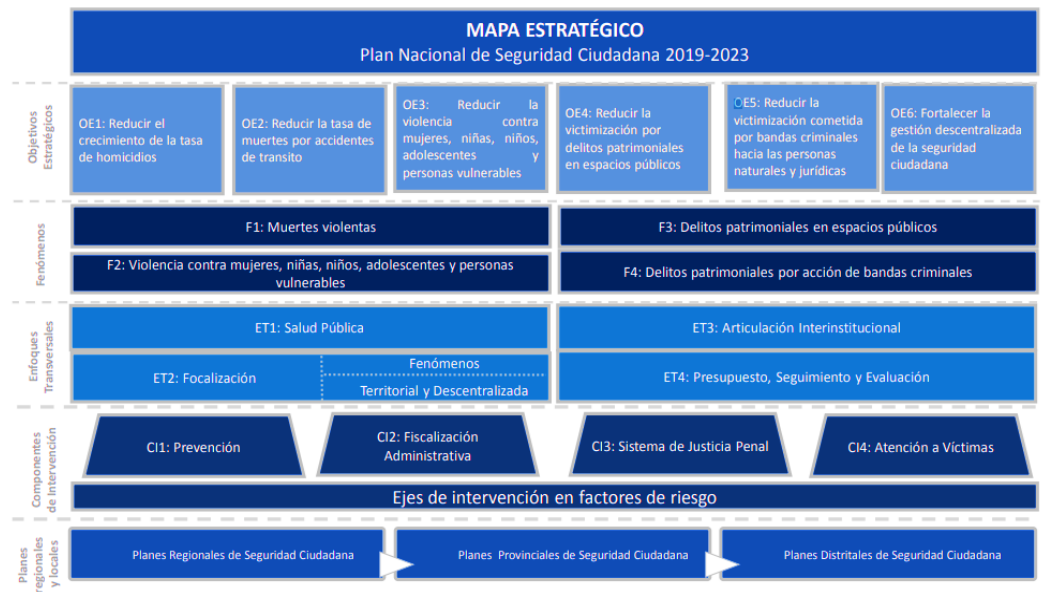 MAPA ESTRATÉGICO
Plan Nacional de Seguridad Ciudadana 2019-2023
Objetivos
Estratégicos
OE1: Reducir el
crecimiento de la tasa
de homicidios
OE2: Reducir la tasa de
muertes por accidentes
de transito
OE3: Reducir la
violencia contra
mujeres, niñas, niños,
adolescentes y
personas vulnerables
OE4: Reducir la
victimización por
delitos patrimoniales
en espacios públicos
OE5: Reducir la
victimización cometida
por bandas criminales
hacia las personas
naturales y jurídicas
OE6: Fortalecer la
gestión descentralizada
de la seguridad
ciudadana
Fenómenos
F1: Muertes violentas
F3: Delitos patrimoniales en espacios públicos
F2: Violencia contra mujeres, niñas, niños, adolescentes y personas
vulnerables
F4: Delitos patrimoniales por acción de bandas criminales
Enfoques
Transversales
ET1: Salud Pública
ET3: Articulación Interinstitucional
ET2: Focalización
Fenómenos
Territorial y Descentralizada
ET4: Presupuesto, Seguimiento y Evaluación
Componentes
de Intervención
CI1: Prevención
CI2: Fiscalización
Administrativa
CI3: Sistema de Justicia Penal
CI4: Atención a Víctimas
Ejes de intervención en factores de riesgo
Planes
regionales
y locales
Planes Regionales de Seguridad Ciudadana
Planes Provinciales de Seguridad Ciudadana
Planes Distritales de Seguridad Ciudadana